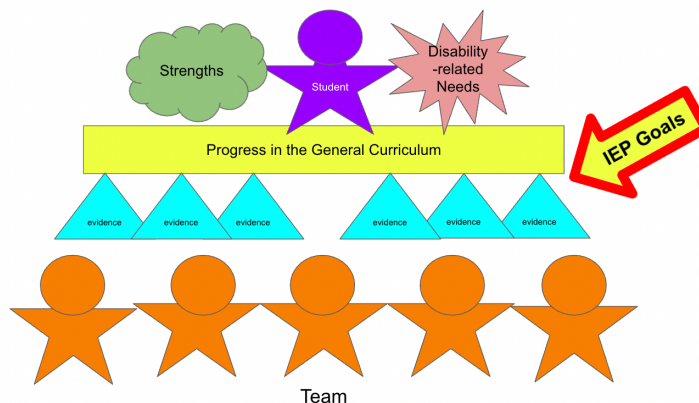 Strengths
Student
Disability
-related
Needs
IEP Goals
Progress in the General Curriculum
evidence
evidence
evidence
evidence
evidence
evidence
Team